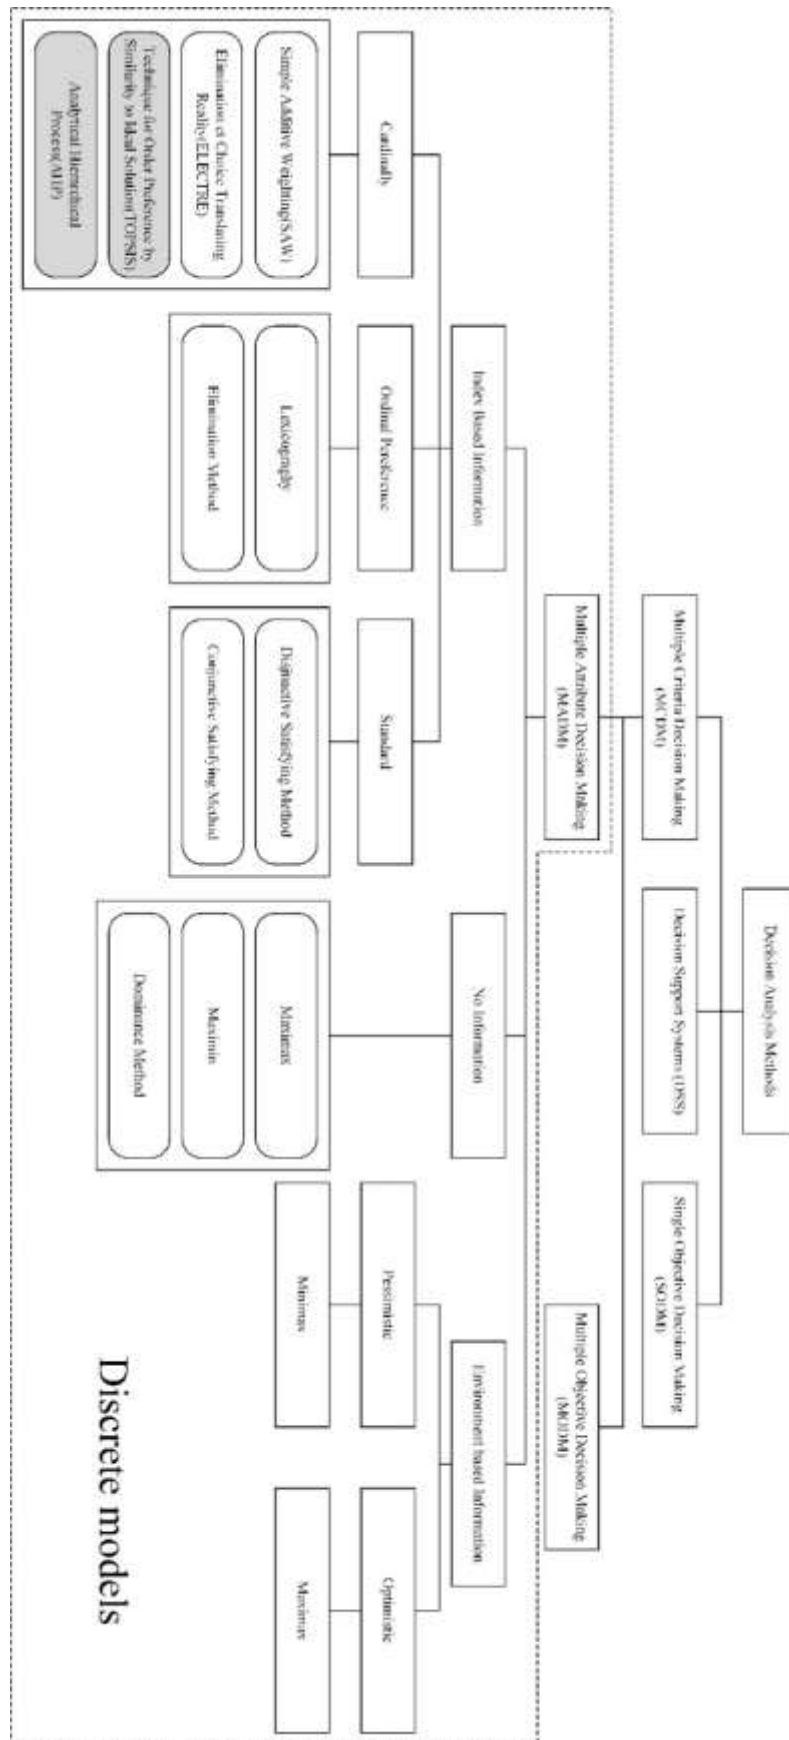 Decision Analysis Methods
Multiple Criteria Decision Making
(MCDM)
Decision Support Systems (DSS)
Single Objective Decision Making
(SODM)
Multiple Attribute Decision Making
(MADM)
Multiple Objective Decision Making
(MODM)
Index Based Information
No Information
Environment based Information
Cardinally
Ordinal Pereference
Standard
Pessimistic
Optimistic
Simple Additive Weighting(SAW)
Elimination et Choice Translating
Reality(ELECTRE)
Technique for Order Preference by
Similarity to Ideal Solution(TOPSIS)
Analytical Hierarchical
Process(AHP)
Lexicography
Elimination Method
Disjunctive Satisfying Method
Conjunctive Satisfying Method
Maximax
Maximin
Dominance Method
Minimax
Maximax
Discrete models